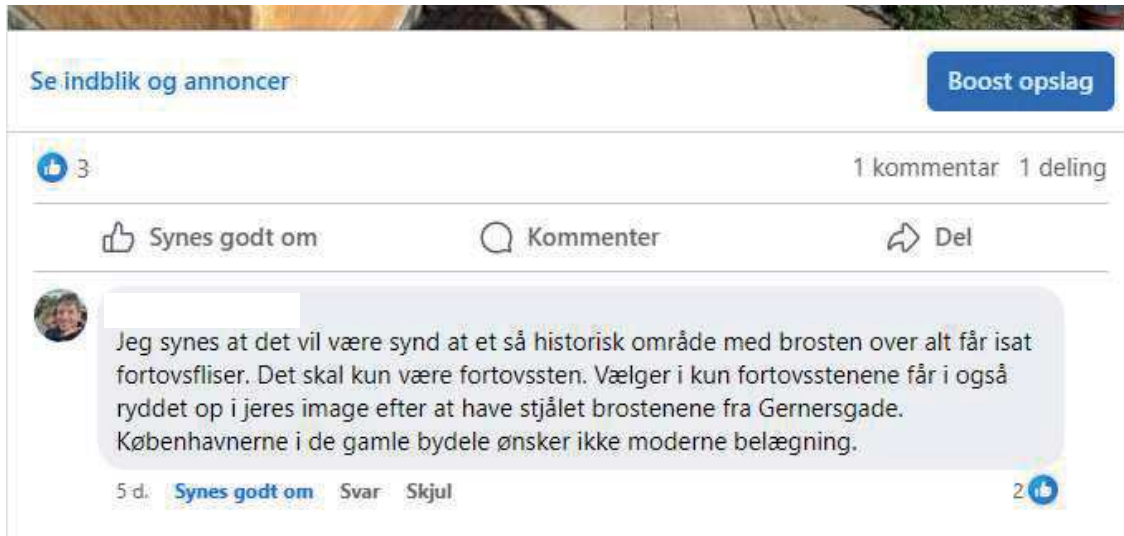 Se indblik og annoncer
Boost opslag
3
1 kommentar 1 deling
Synes godt om
Kommenter
Del
Jeg synes at det vil være synd at et så historisk område med brosten over alt får isat
fortovsfliser. Det skal kun være fortovssten. Vælger i kun fortovsstenene får i også
ryddet op i jeres image efter at have stjålet brostenene fra Gernersgade.
Københavnerne i de gamle bydele ønsker ikke moderne belægning.
5 d. Synes godt om Svar Skjul
2